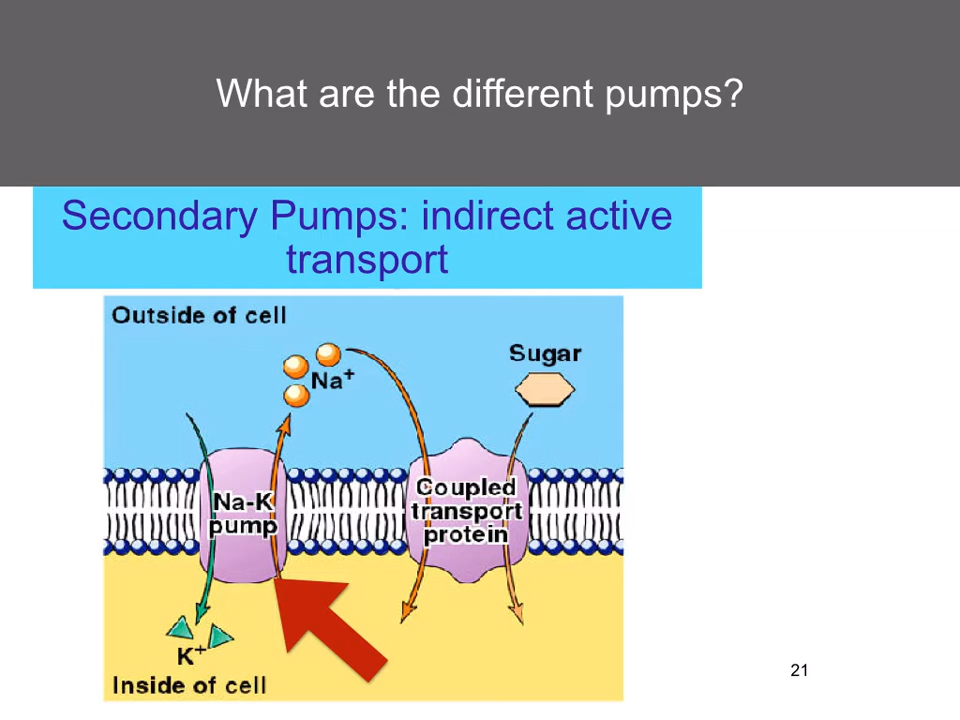 What are the different pumps?
Secondary Pumps: indirect active
transport
Outside of cell
Na+
Sugar
Na-K
pump
Coupled
transport
protein
K+
Inside of cell
21